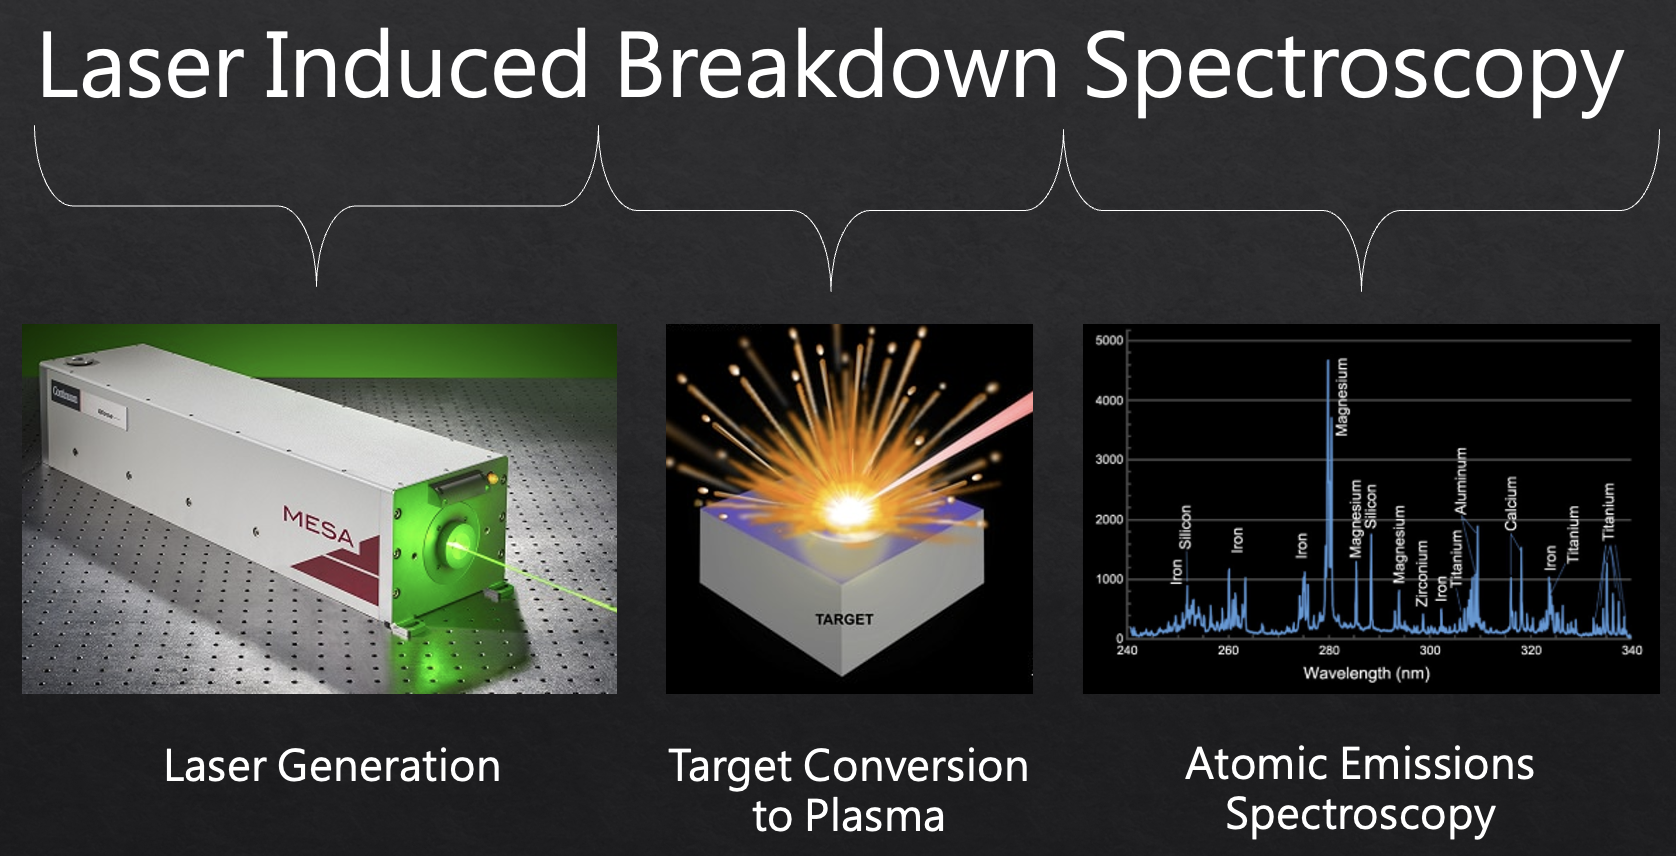 Laser Induced Breakdown Spectroscopy
Continuum
MESA
TARGET
5000
4000
3000
2000
1000
0
Iron
Silicon
Iron
Iron
Magnesium
Magnesium
Silicon
Magnesium
Zirconium
Iron
Titanium
Aluminum
Calcium
Iron
Titanium
Titanium
240 260 280 300 320 340
Wavelength (nm)
Laser Generation
Target Conversion
to Plasma
Atomic Emissions
Spectroscopy